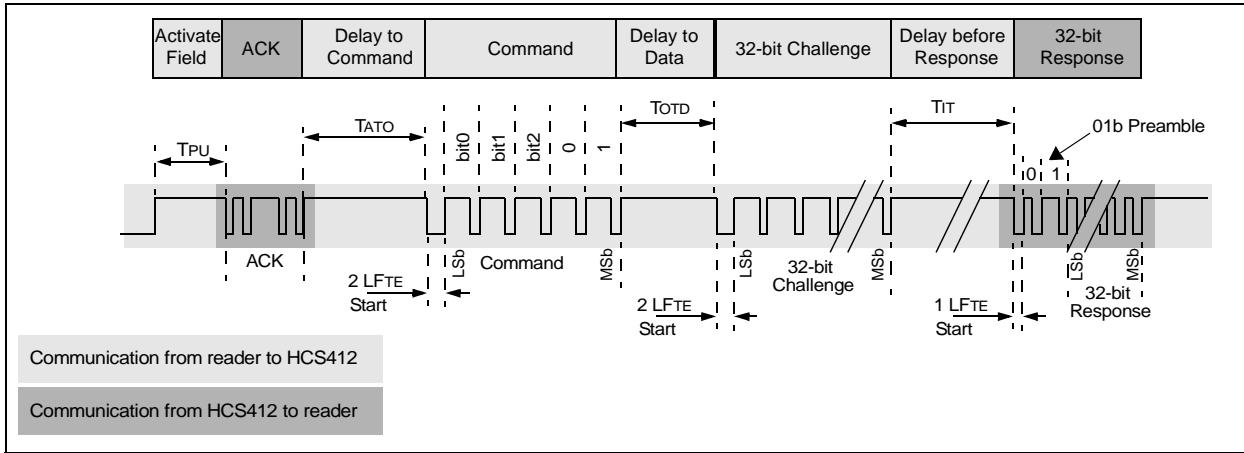 Activate
Field
ACK
Delay to
Command
Command
Delay to
Data
32-bit Challenge
Delay before
Response
32-bit
Response
TPU
TATO
bit0
bit1
bit2
0
1
TOTD
TIT
01b Preamble
0
1
ACK
2 LFTE
Start
LSb
Command
MSb
2 LFTE
Start
LSb
32-bit
Challenge
MSb
1 LFTE
Start
LSb
32-bit
Response
MSb
Communication from reader to HCS412
Communication from HCS412 to reader